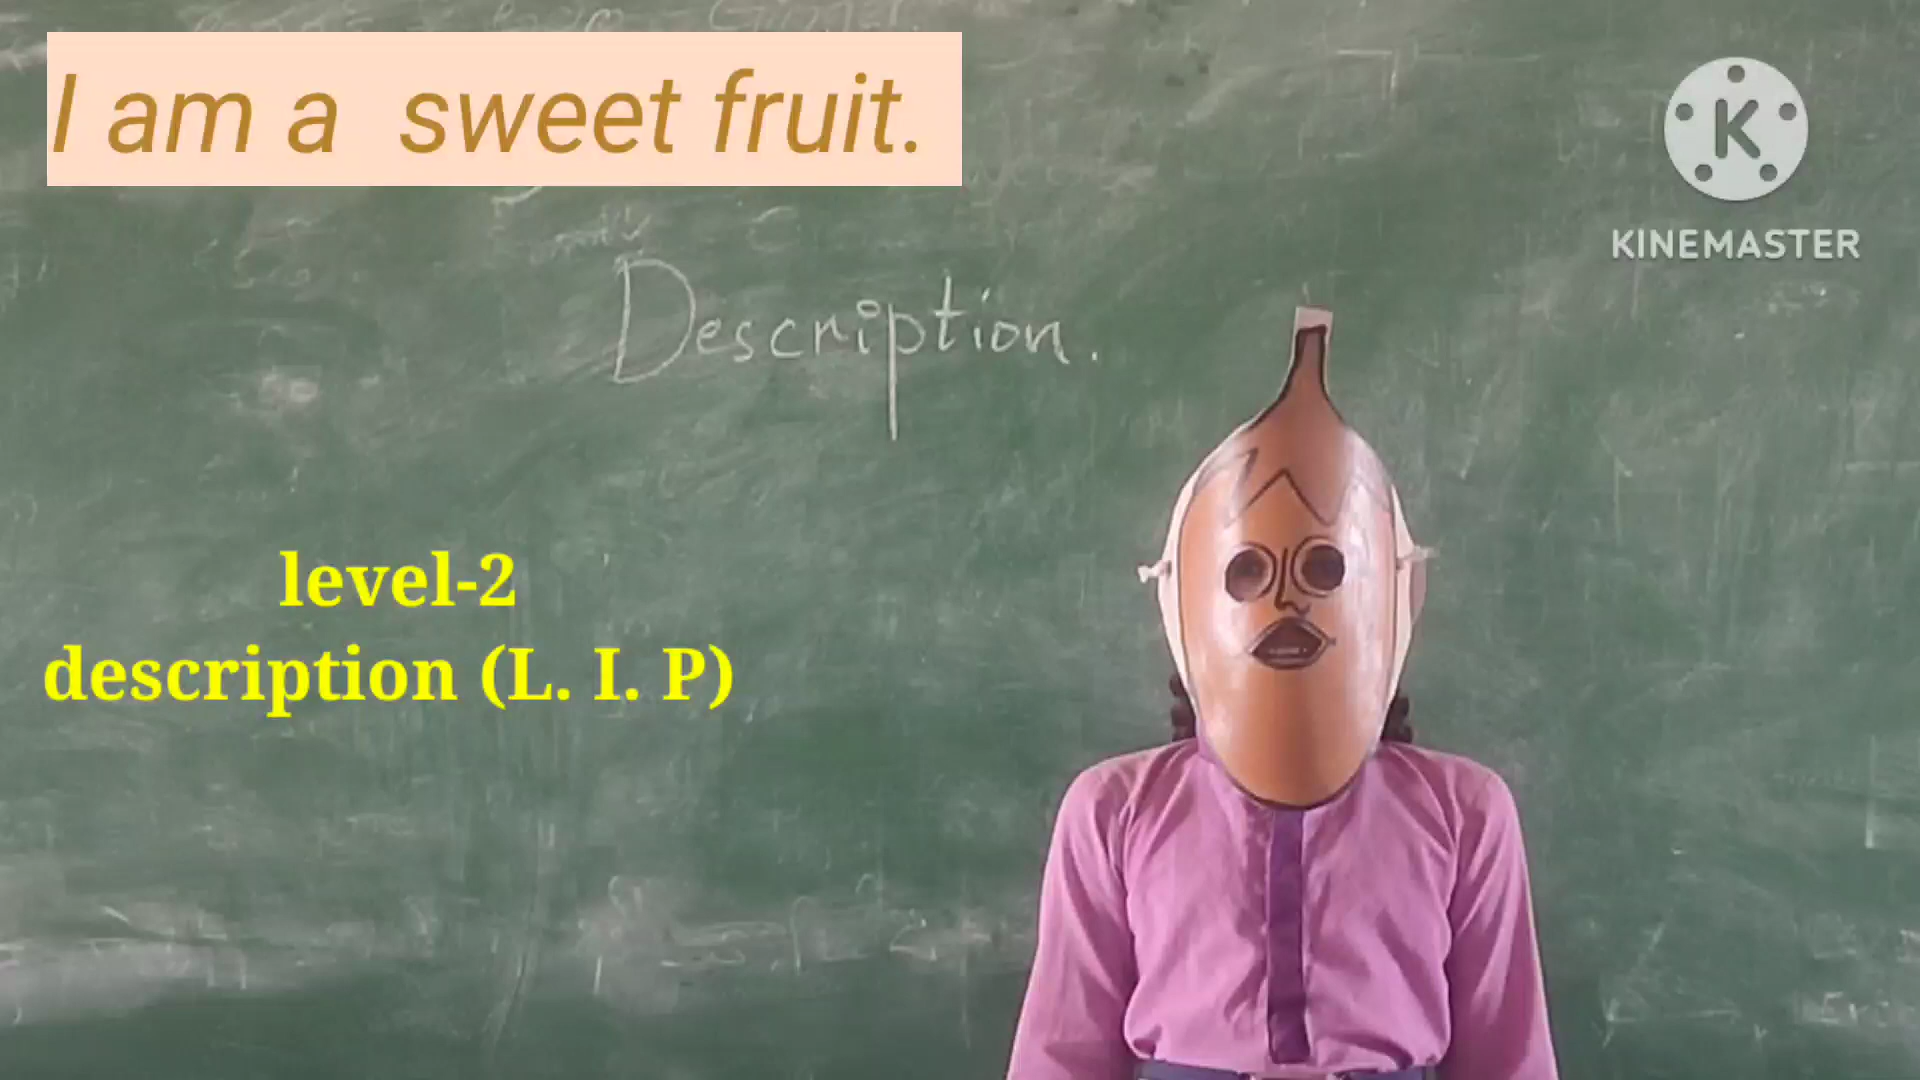 I am a sweet fruit.
KINEMASTER
Description.
level-2
description (L. I. P)